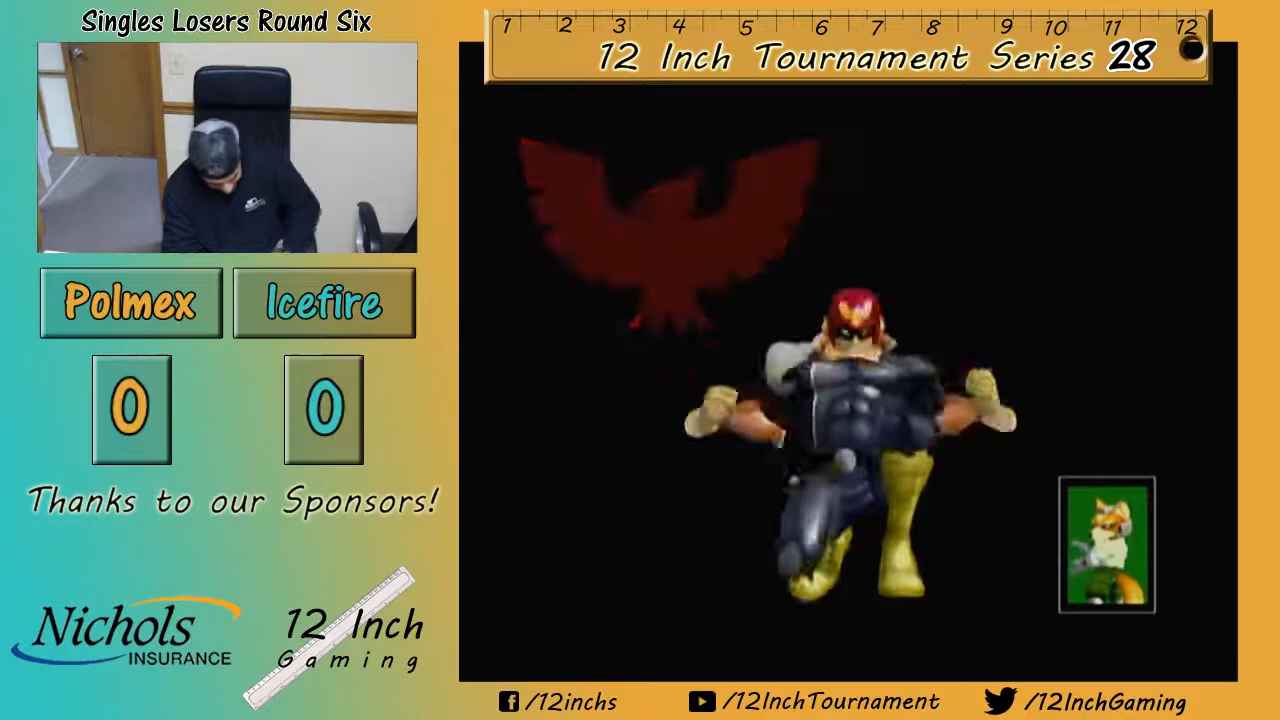 Singles Losers Round Six
1 2 3 4 5 6 7 8 9 10 11 12
12 Inch Tournament Series 28
Polmex
Icefire
0
0
Thanks to our Sponsors!
Nichols
INSURANCE
12 Inch
Gaming
/12inchs
/12InchTournament
/12InchGaming